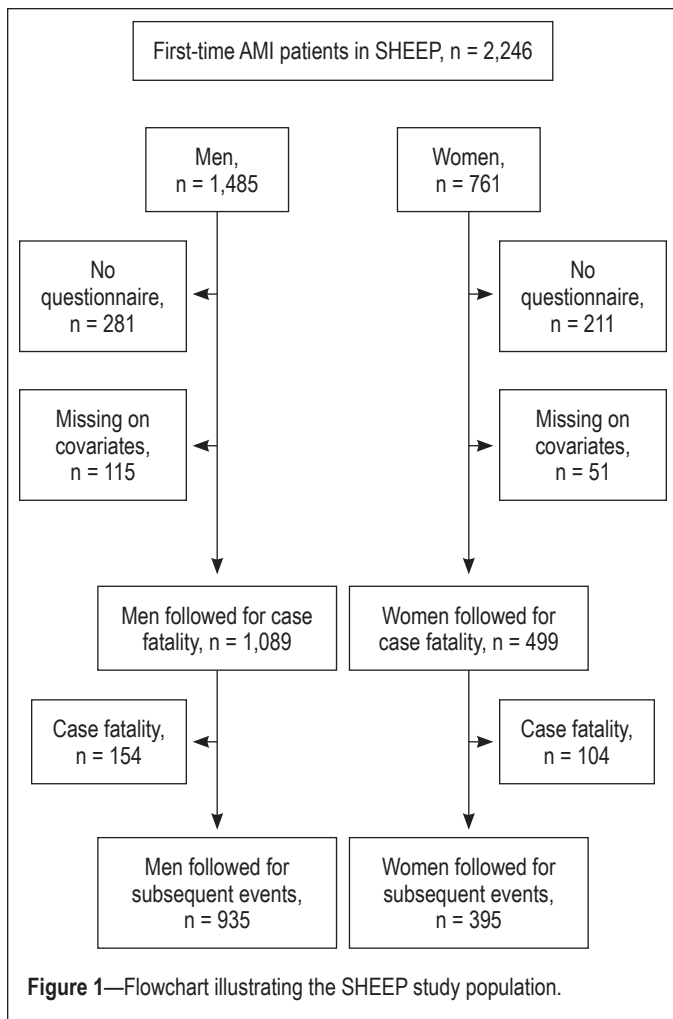 First-time AMI patients in SHEEP, n = 2,246
Men,
n = 1,485
Women,
n = 761
No
questionnaire,
n = 281
No
questionnaire,
n = 211
Missing on
covariates,
n = 115
Missing on
covariates,
n = 51
Men followed for case
fatality, n = 1,089
Women followed for
case fatality, n = 499
Case fatality,
n = 154
Case fatality,
n = 104
Men followed for
subsequent events,
n = 935
Women followed for
subsequent events,
n = 395
Figure 1—Flowchart illustrating the SHEEP study population.